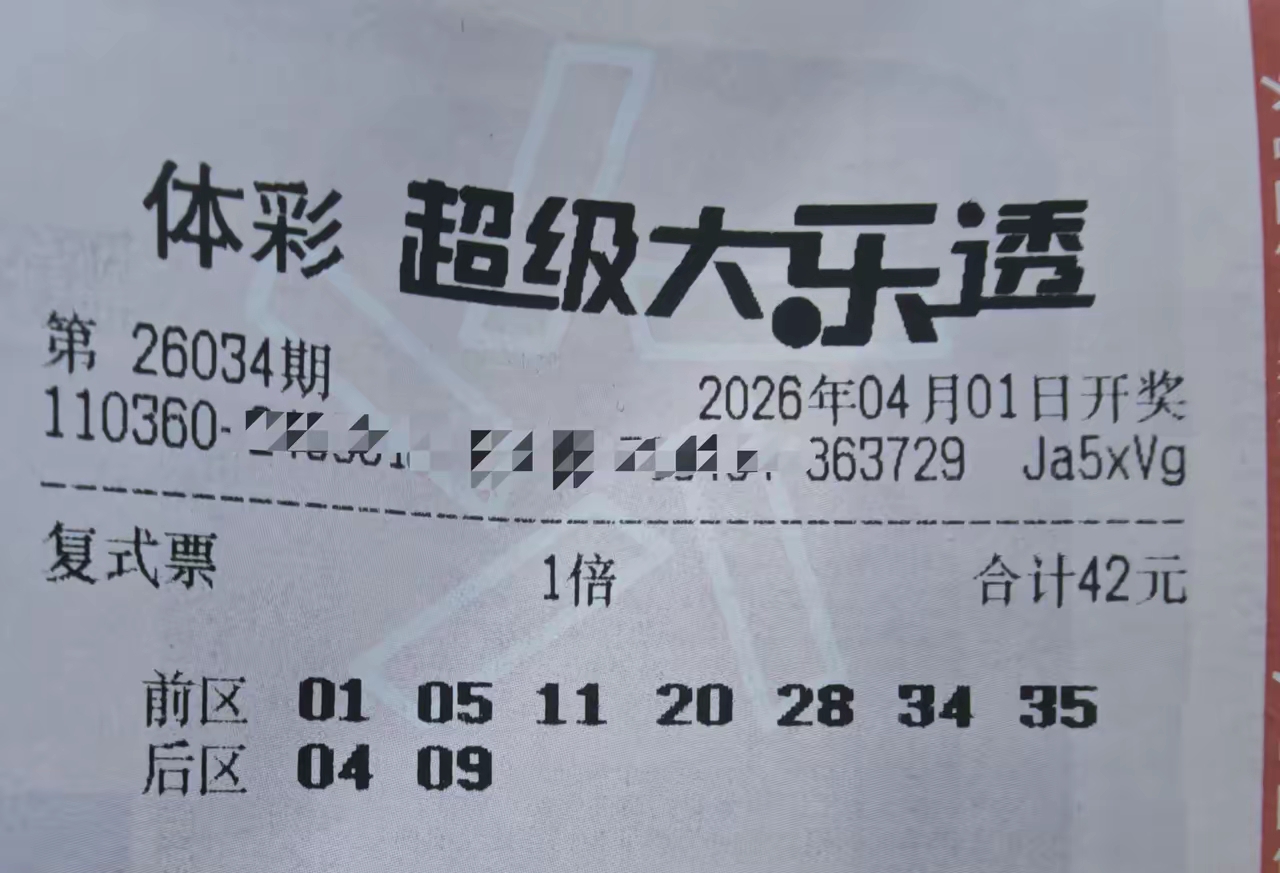 体彩 超级大乐透
第 26034期
2026年04月01日开奖
110360- 363729 Ja5xVg
复式票 1倍 合计42元
前区 01 05 11 20 28 34 35
后区 04 09